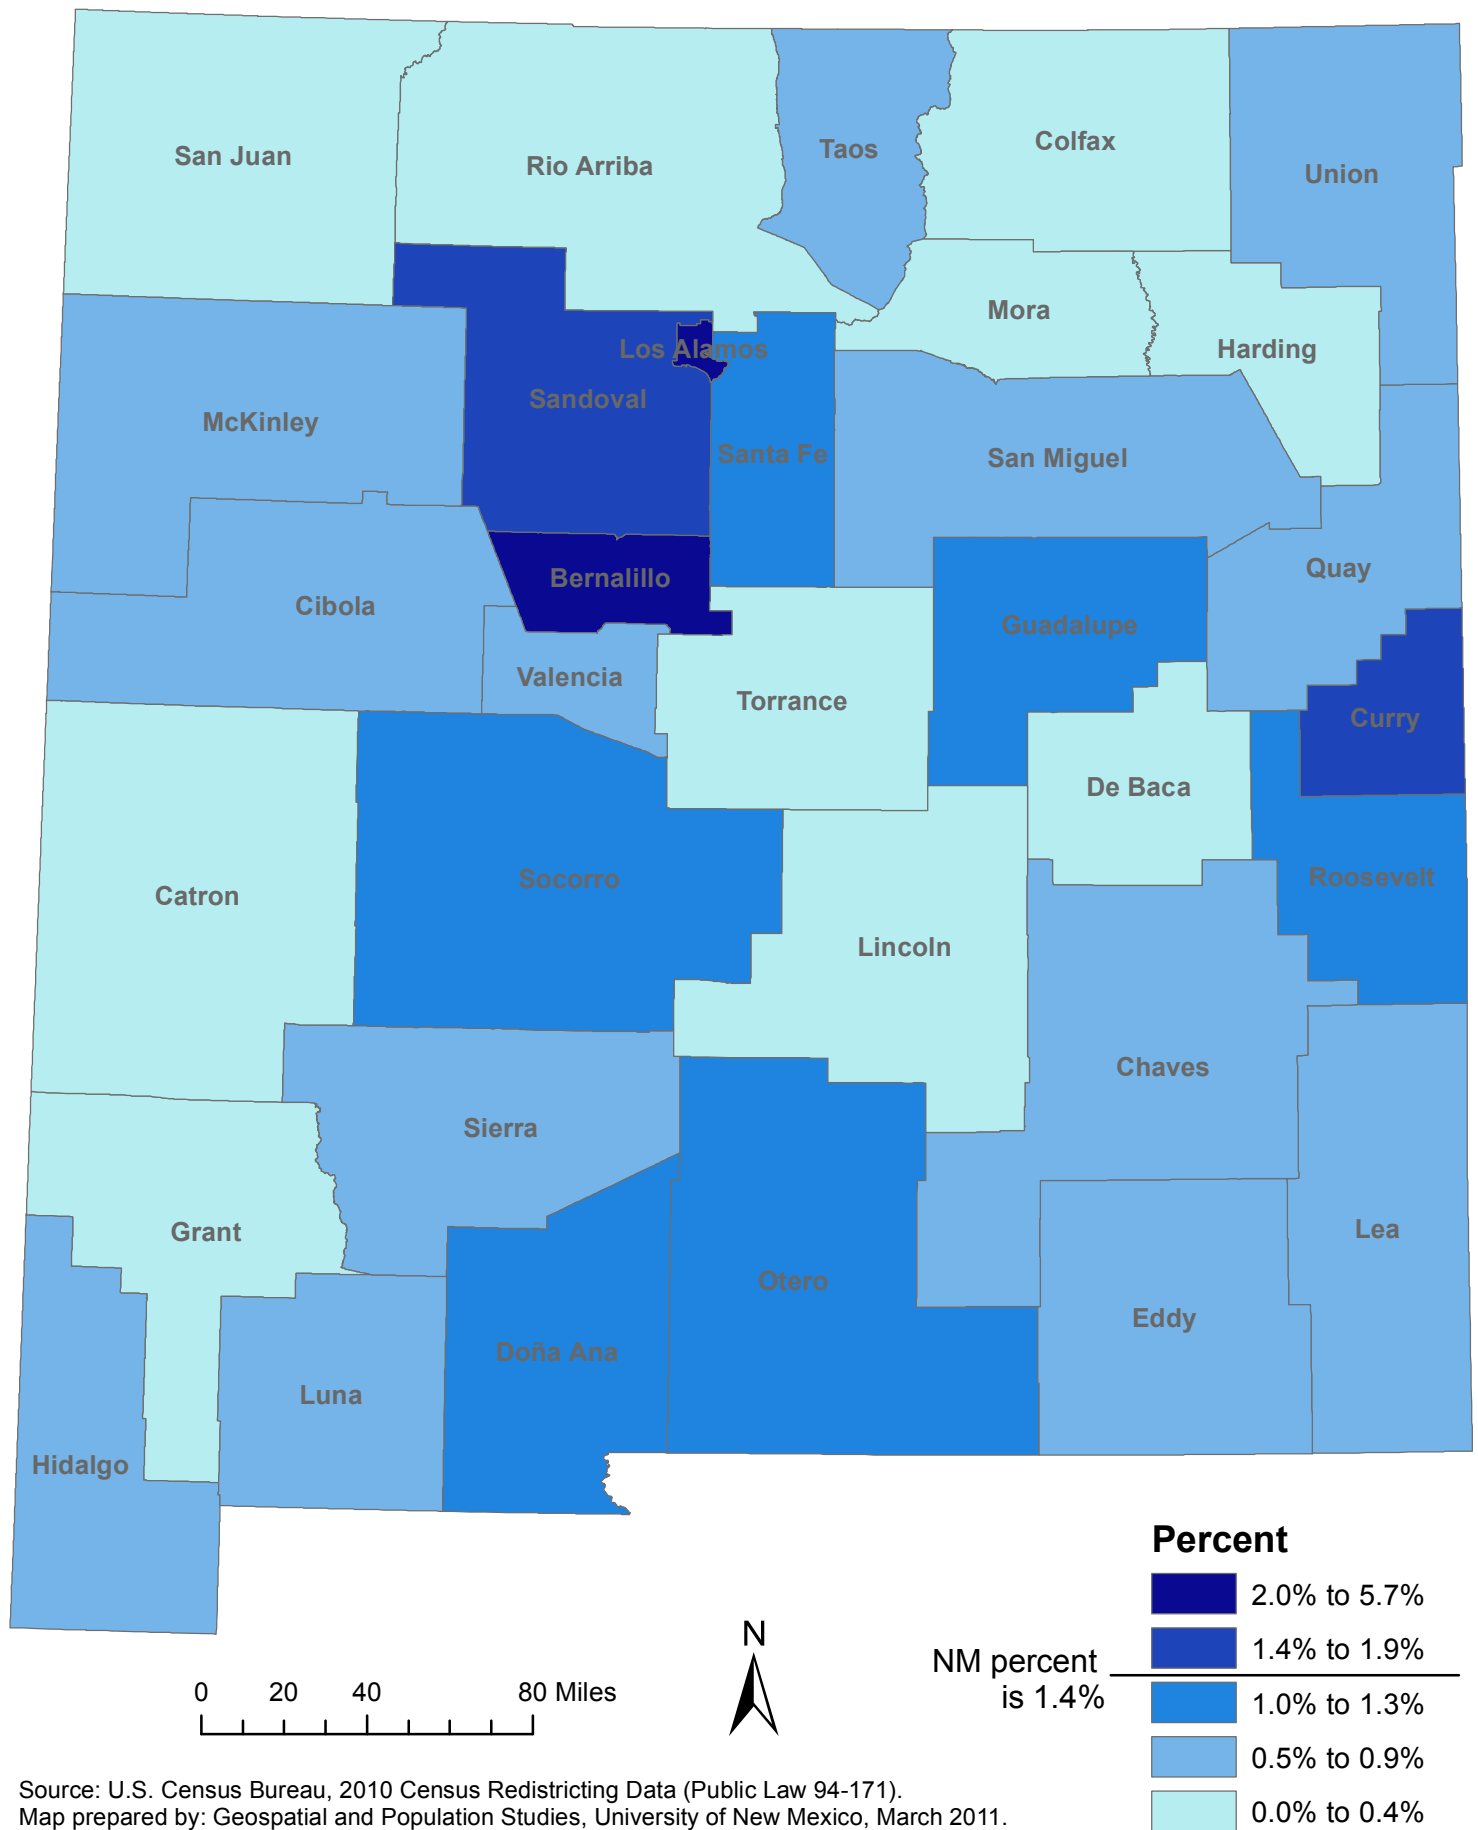 San Juan
Rio Arriba
Taos
Colfax
Union
Mora
Harding
Los Alamos
Sandoval
McKinley
Santa Fe
San Miguel
Bernalillo
Quay
Cibola
Guadalupe
Valencia
Torrance
Curry
De Baca
Socorro
Roosevelt
Catron
Lincoln
Chaves
Sierra
Grant
Lea
Otero
Eddy
Doña Ana
Luna
Hidalgo
Percent
2.0% to 5.7%
1.4% to 1.9%
NM percent
is 1.4%
1.0% to 1.3%
0.5% to 0.9%
0.0% to 0.4%
N
0 20 40 80 Miles
Source: U.S. Census Bureau, 2010 Census Redistricting Data (Public Law 94-171).
Map prepared by: Geospatial and Population Studies, University of New Mexico, March 2011.